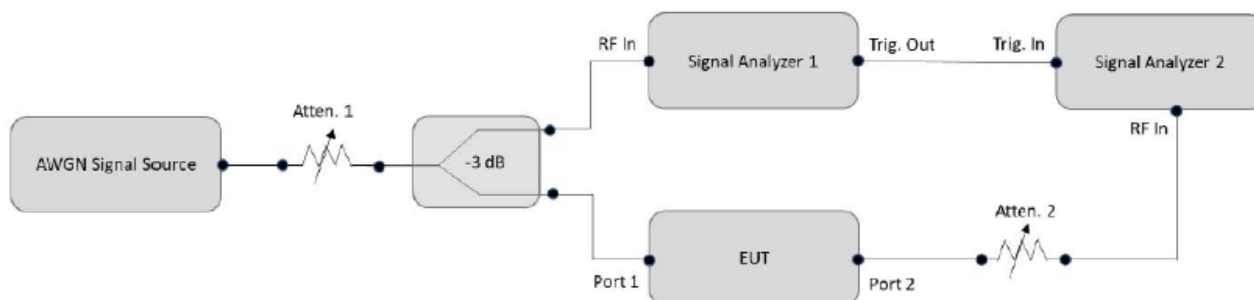 RF In
Signal Analyzer 1
Trig. Out
Trig. In
Signal Analyzer 2
RF In
Atten. 1
AWGN Signal Source
-3 dB
Atten. 2
EUT
Port 1
Port 2